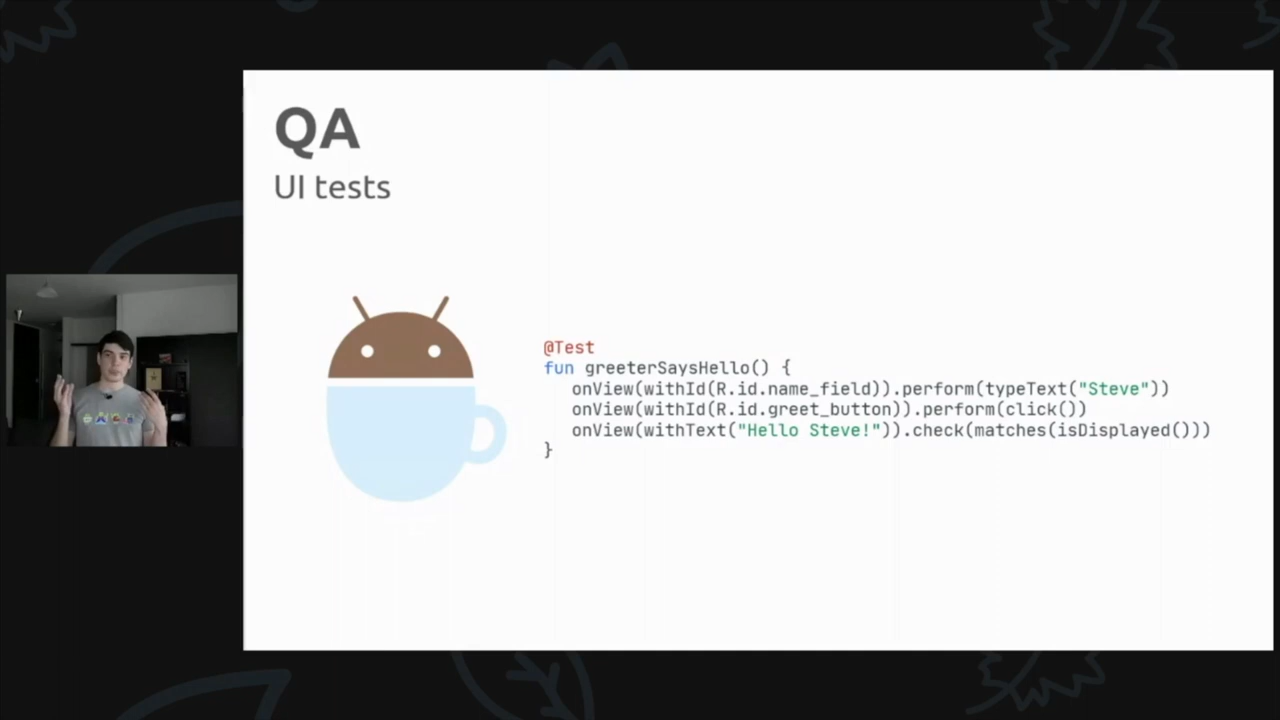 QA
UI tests
@Test
fun greeterSaysHello() {
onView(withId(R.id.name_field)).perform(typeText("Steve"))
onView(withId(R.id.greet_button)).perform(click())
onView(withText("Hello Steve!")).check(matches(isDisplayed()))
}